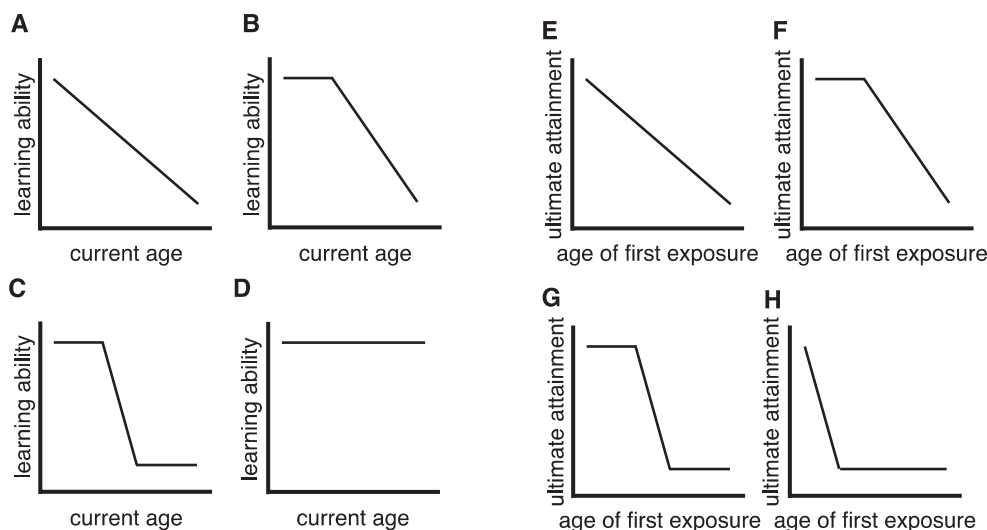 A
learning ability
current age
B
learning ability
current age
C
learning ability
current age
D
learning ability
current age
E
ultimate attainment
age of first exposure
F
ultimate attainment
age of first exposure
G
ultimate attainment
age of first exposure
H
ultimate attainment
age of first exposure